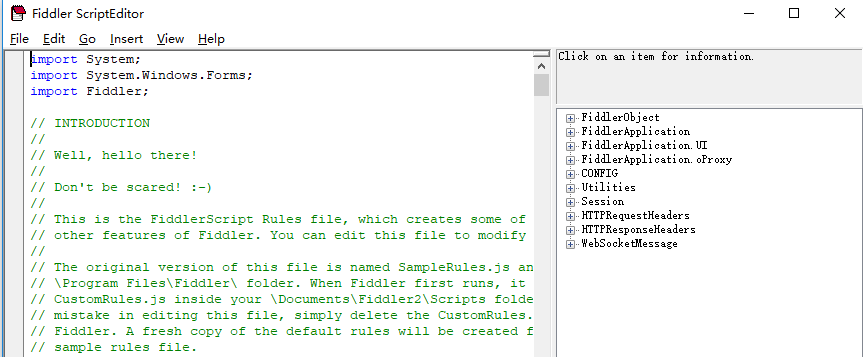 Fiddler ScriptEditor
File Edit Go Insert View Help
import System;
import System.Windows.Forms;
import Fiddler;
// INTRODUCTION
//
// Well, hello there!
//
// Don't be scared! :-)
//
// This is the FiddlerScript Rules file, which creates some of
// other features of Fiddler. You can edit this file to modify
//
// The original version of this file is named SampleRules.js an
// \Program Files\Fiddler\ folder. When Fiddler first runs, it
// CustomRules.js inside your \Documents\Fiddler2\Scripts folde
// mistake in editing this file, simply delete the CustomRules.
// Fiddler. A fresh copy of the default rules will be created f
// sample rules file.
Click on an item for information.
FiddlerObject
FiddlerApplication
FiddlerApplication.UI
FiddlerApplication.oProxy
CONFIG
Utilities
Session
HTTPRequestHeaders
HTTPResponseHeaders
WebSocketMessage